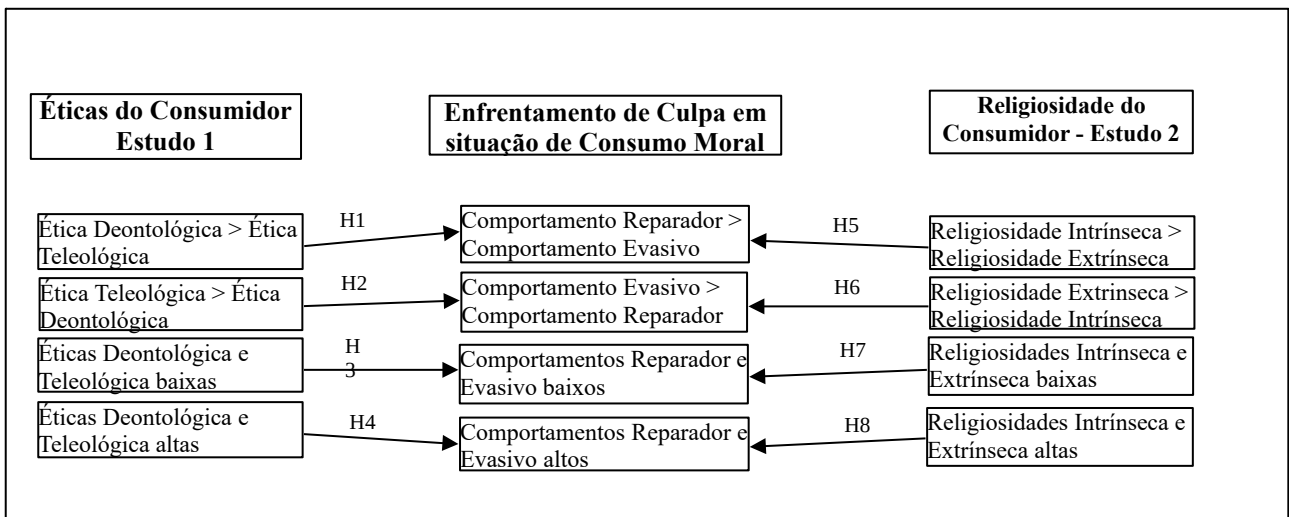 Éticas do Consumidor
Estudo 1
Enfrentamento de Culpa em
situação de Consumo Moral
Religiosidade do
Consumidor - Estudo 2
Ética Deontológica > Ética
Teleológica
H1
Comportamento Reparador >
Comportamento Evasivo
H5
Religiosidade Intrínseca >
Religiosidade Extrínseca
Ética Teleológica > Ética
Deontológica
H2
Comportamento Evasivo >
Comportamento Reparador
H6
Religiosidade Extrinseca >
Religiosidade Intrínseca
Éticas Deontológica e
Teleológica baixas
H
3
Comportamentos Reparador e
Evasivo baixos
H7
Religiosidades Intrínseca e
Extrínseca baixas
Éticas Deontológica e
Teleológica altas
H4
Comportamentos Reparador e
Evasivo altos
H8
Religiosidades Intrínseca e
Extrínseca altas